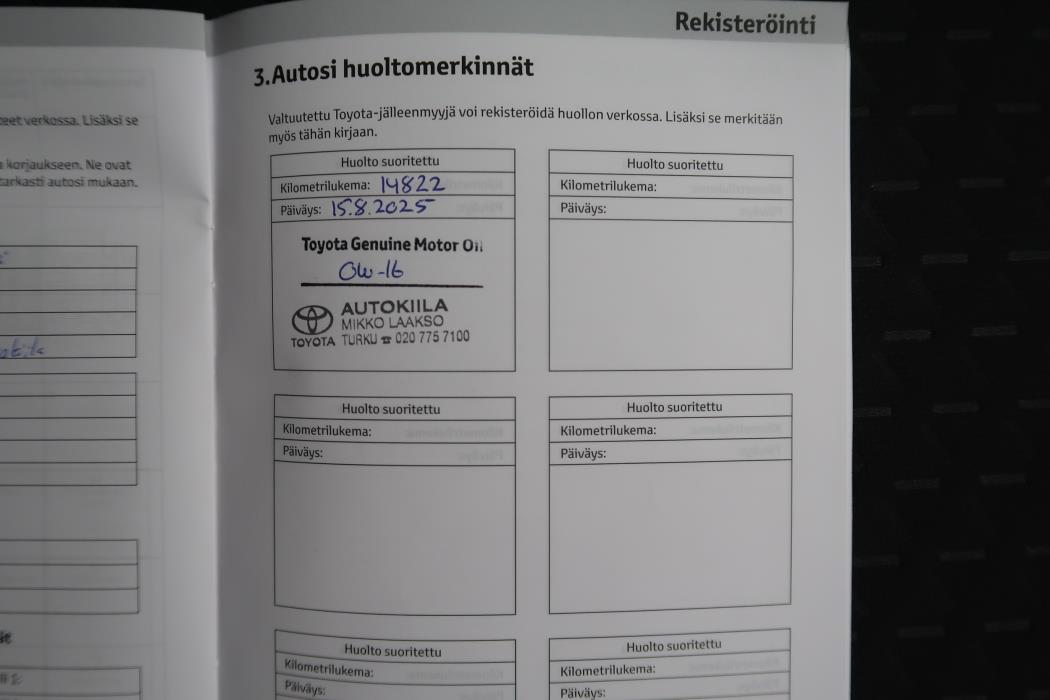 Rekisteröinti
3. Autosi huoltomerkinnät
Valtuutettu Toyota-jälleenmyyjä voi rekisteröidä huollon verkossa. Lisäksi se merkitään
myös tähän kirjaan.
verkossa. Lisäksi se
korjaukseen. Ne ovat
tarkasti autosi mukaan.
Huolto suoritettu
Kilometrilukema: 14822
Päiväys: 15.8.2025
Toyota Genuine Motor Oil
0W-16
AUTOKIILA
MIKKO LAAKSO
TOYOTA TURKU ☎ 020 775 7100
Huolto suoritettu
Kilometrilukema:
Päiväys:
Huolto suoritettu
Kilometrilukema:
Päiväys:
Huolto suoritettu
Kilometrilukema:
Päiväys:
Huolto suoritettu
Kilometrilukema:
Päiväys:
Huolto suoritettu
Kilometrilukema:
Päiväys: